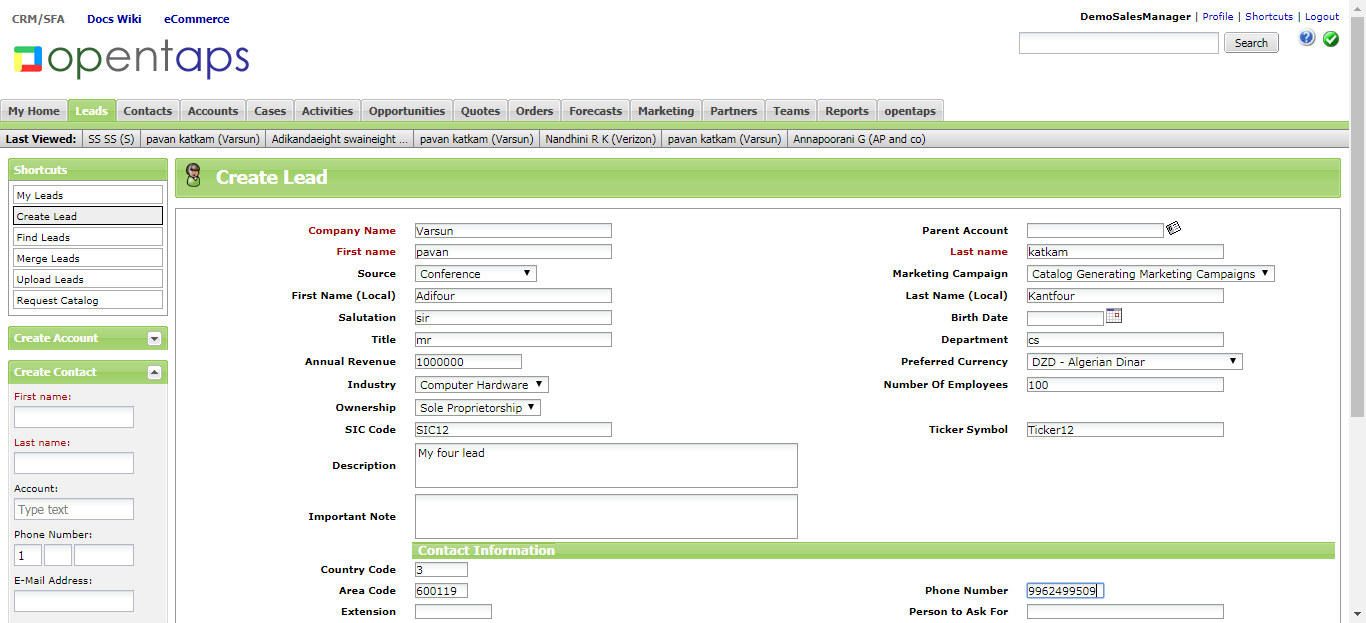 CRM/SFA Docs Wiki eCommerce
DemoSalesManager | Profile | Shortcuts | Logout
opentaps
Search
?
My Home Leads Contacts Accounts Cases Activities Opportunities Quotes Orders Forecasts Marketing Partners Teams Reports opentaps
Last Viewed: SS SS (S) pavan katkam (Varsun) Adikandaeight swaineight ... pavan katkam (Varsun) Nandhini R K (Verizon) pavan katkam (Varsun) Annapoorani G (AP and co)
Shortcuts
My Leads
Create Lead
Find Leads
Merge Leads
Upload Leads
Request Catalog
Create Account
Create Contact
First name:
Last name:
Account:
Type text
Phone Number:
1
E-Mail Address:
Create Lead
Company Name Varsun Parent Account
First name pavan Last name katkam
Source Conference Marketing Campaign Catalog Generating Marketing Campaigns
First Name (Local) Adifour Last Name (Local) Kantfour
Salutation sir Birth Date
Title mr Department cs
Annual Revenue 1000000 Preferred Currency DZD - Algerian Dinar
Industry Computer Hardware Number Of Employees 100
Ownership Sole Proprietorship
SIC Code SIC12 Ticker Symbol Ticker12
Description My four lead
Important Note
Contact Information
Country Code 3
Area Code 600119 Phone Number 9962499509
Extension Person to Ask For